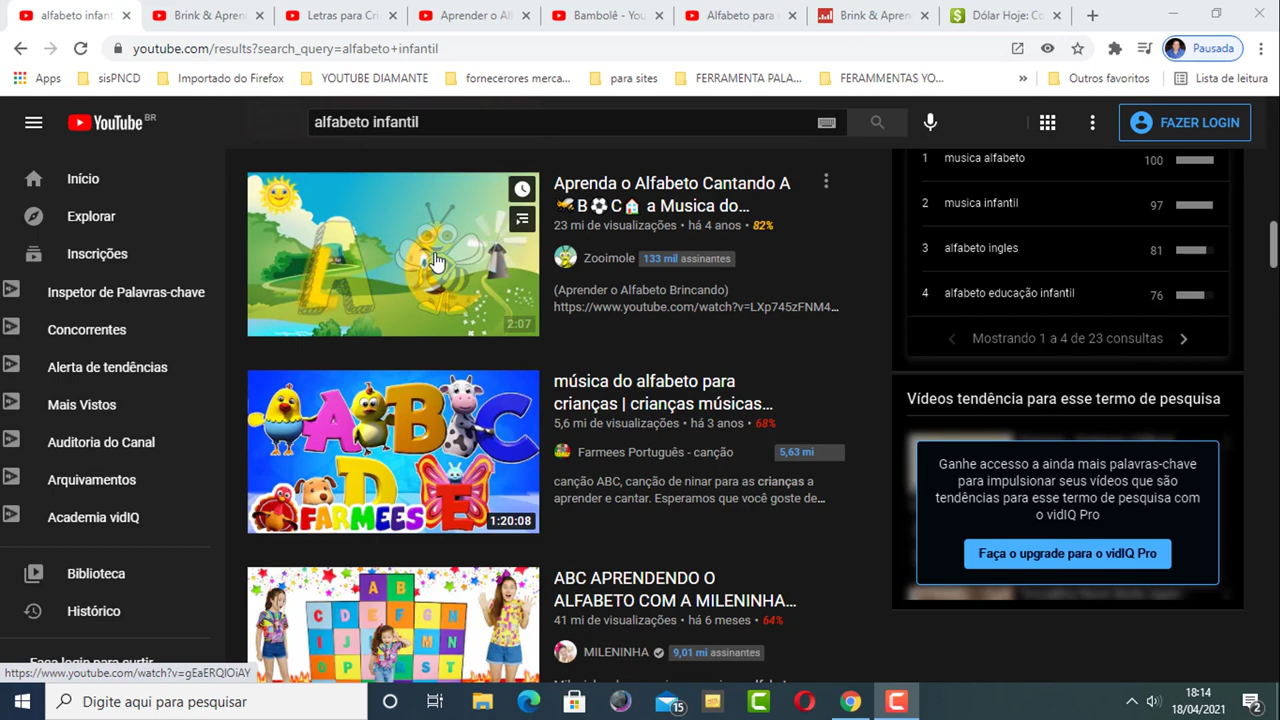 alfabeto infant
Brink & Apren
Letras para Cri
Aprender o Al
Bambolê - You
Alfabeto para
Brink & Apren
Dólar Hoje: Co
youtube.com/results?search_query=alfabeto+infantil
Pausada
Apps
sisPNCD
Importado do Firefox
YOUTUBE DIAMANTE
fornecerores merca...
para sites
FERRAMENTA PALA...
FERAMMENTAS YO...
Outros favoritos
Lista de leitura
YouTube BR
alfabeto infantil
FAZER LOGIN
Início
Explorar
Inscrições
Inspetor de Palavras-chave
Concorrentes
Alerta de tendências
Mais Vistos
Auditoria do Canal
Arquivamentos
Academia vidIQ
Biblioteca
Histórico
Faça login para curtir
https://www.youtube.com/watch?v=gEaERQIOiAY
2:07
Aprenda o Alfabeto Cantando A
B C a Musica do...
23 mi de visualizações • há 4 anos • 82%
Zooimole 133 mil assinantes
(Aprender o Alfabeto Brincando)
https://www.youtube.com/watch?v=LXp745zFNM4...
A B C
D E
FARMEES
1:20:08
música do alfabeto para
crianças | crianças músicas...
5,6 mi de visualizações • há 3 anos • 68%
Farmees Português - canção 5,63 mi
canção ABC, canção de ninar para as crianças a
aprender e cantar. Esperamos que você goste de...
A B
C D E F G H
I J M N
O P S T
ABC APRENDENDO O
ALFABETO COM A MILENINHA...
41 mi de visualizações • há 6 meses • 64%
MILENINHA 9,01 mi assinantes
1 musica alfabeto 100
2 musica infantil 97
3 alfabeto ingles 81
4 alfabeto educação infantil 76
Mostrando 1 a 4 de 23 consultas
Vídeos tendência para esse termo de pesquisa
Ganhe acesso a ainda mais palavras-chave
para impulsionar seus vídeos que são
tendências para esse termo de pesquisa com
o vidIQ Pro
Faça o upgrade para o vidIQ Pro
Digite aqui para pesquisar
15
18:14
18/04/2021
2